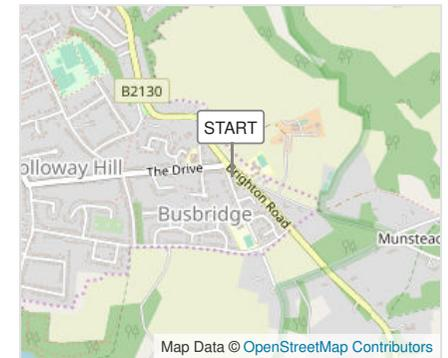 B2130
START
olloway Hill
The Drive
Brighton Road
Busbridge
Munstead
Map Data © OpenStreetMap Contributors